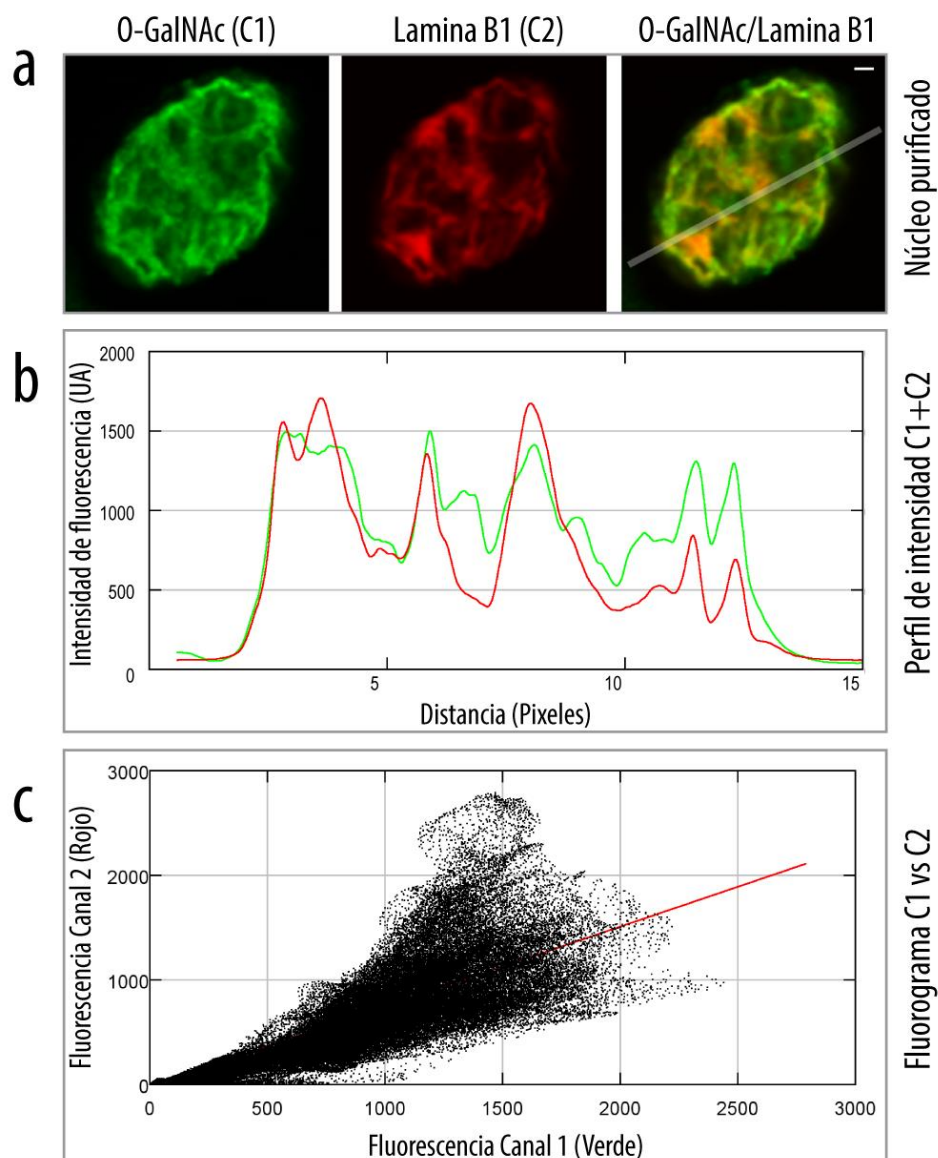 O-GalNAc (C1)
Lamina B1 (C2)
O-GalNAc/Lamina B1
a
Núcleo purificado
b
Intensidad de fluorescencia (UA)
2000
1500
1000
500
0
5
10
15
Distancia (Pixeles)
Perfil de intensidad C1+C2
c
Fluorescencia Canal 2 (Rojo)
3000
2000
1000
0
0
500
1000
1500
2000
2500
3000
Fluorescencia Canal 1 (Verde)
Fluorograma C1 vs C2